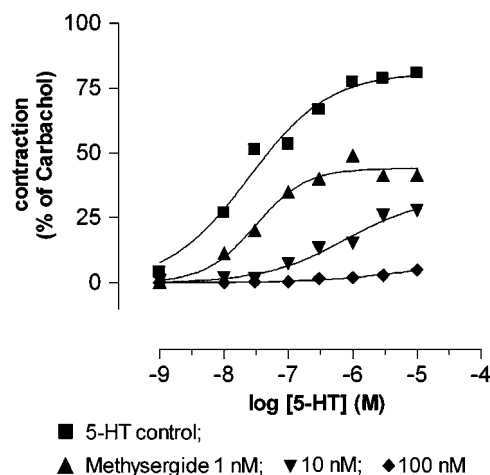 contraction
(% of Carbachol)
100
75
50
25
0
-9
-8
-7
-6
-5
-4
log [5-HT] (M)
5-HT control;
Methysergide 1 nM; 10 nM; 100 nM